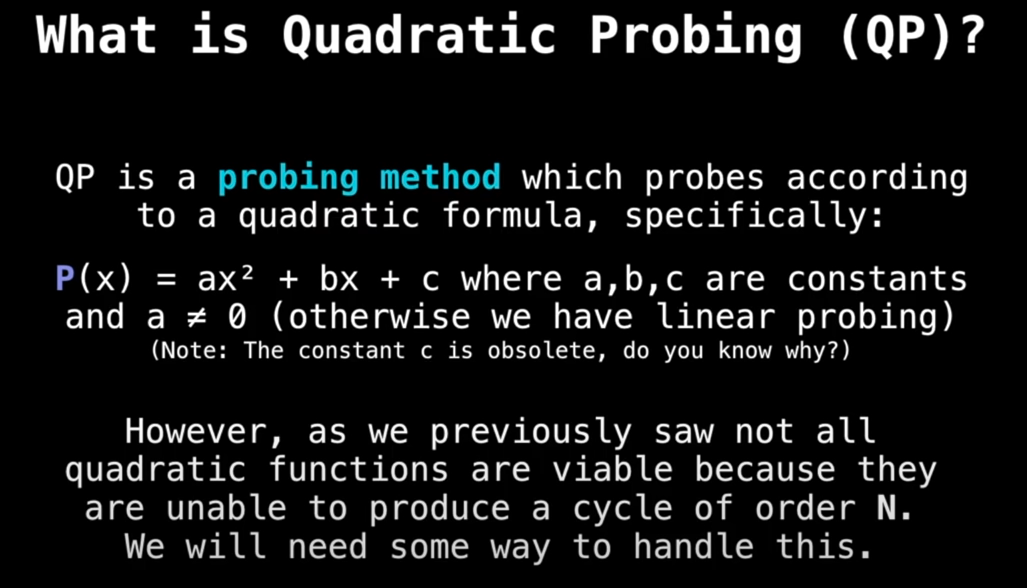 What is Quadratic Probing (QP)?
QP is a probing method which probes according
to a quadratic formula, specifically:
P(x) = ax² + bx + c where a,b,c are constants
and a ≠ 0 (otherwise we have linear probing)
(Note: The constant c is obsolete, do you know why?)
However, as we previously saw not all
quadratic functions are viable because they
are unable to produce a cycle of order N.
We will need some way to handle this.